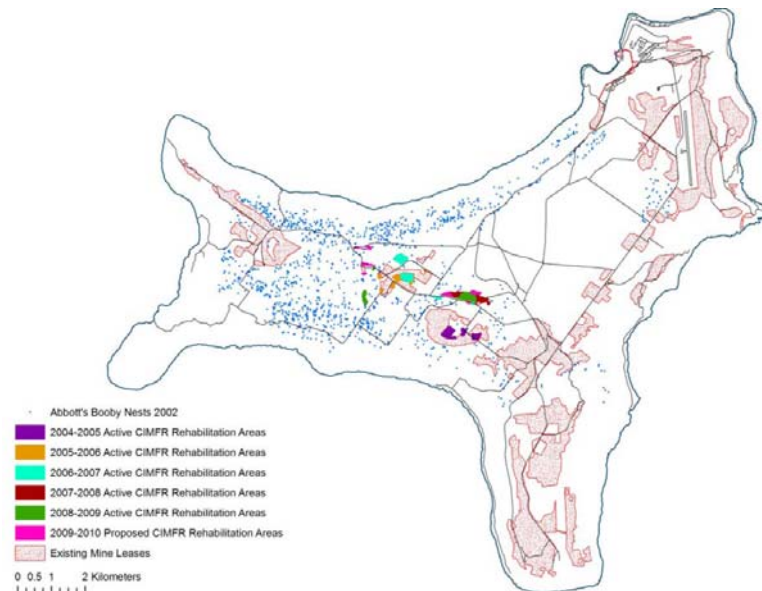 Abbott's Booby Nests 2002
2004-2005 Active CIMFR Rehabilitation Areas
2005-2006 Active CIMFR Rehabilitation Areas
2006-2007 Active CIMFR Rehabilitation Areas
2007-2008 Active CIMFR Rehabilitation Areas
2008-2009 Active CIMFR Rehabilitation Areas
2009-2010 Proposed CIMFR Rehabilitation Areas
Existing Mine Leases
0 0.5 1 2 Kilometers